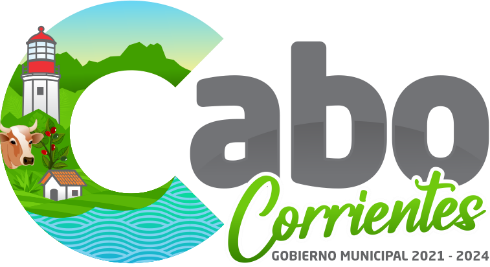 Cabo
Corrientes
GOBIERNO MUNICIPAL 2021 - 2024